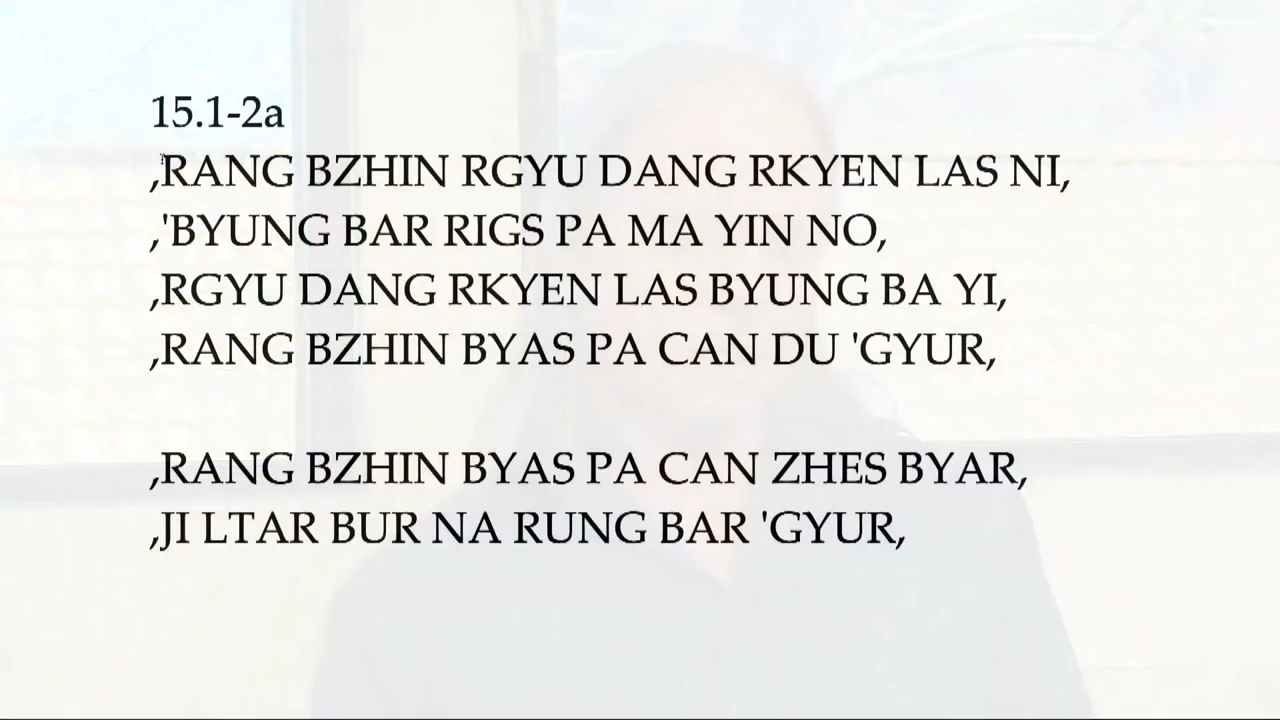 15.1-2a
,RANG BZHIN RGYU DANG RKYEN LAS NI,
,'BYUNG BAR RIGS PA MA YIN NO,
,RGYU DANG RKYEN LAS BYUNG BA YI,
,RANG BZHIN BYAS PA CAN DU 'GYUR,
,RANG BZHIN BYAS PA CAN ZHES BYAR,
,JI LTAR BUR NA RUNG BAR 'GYUR,